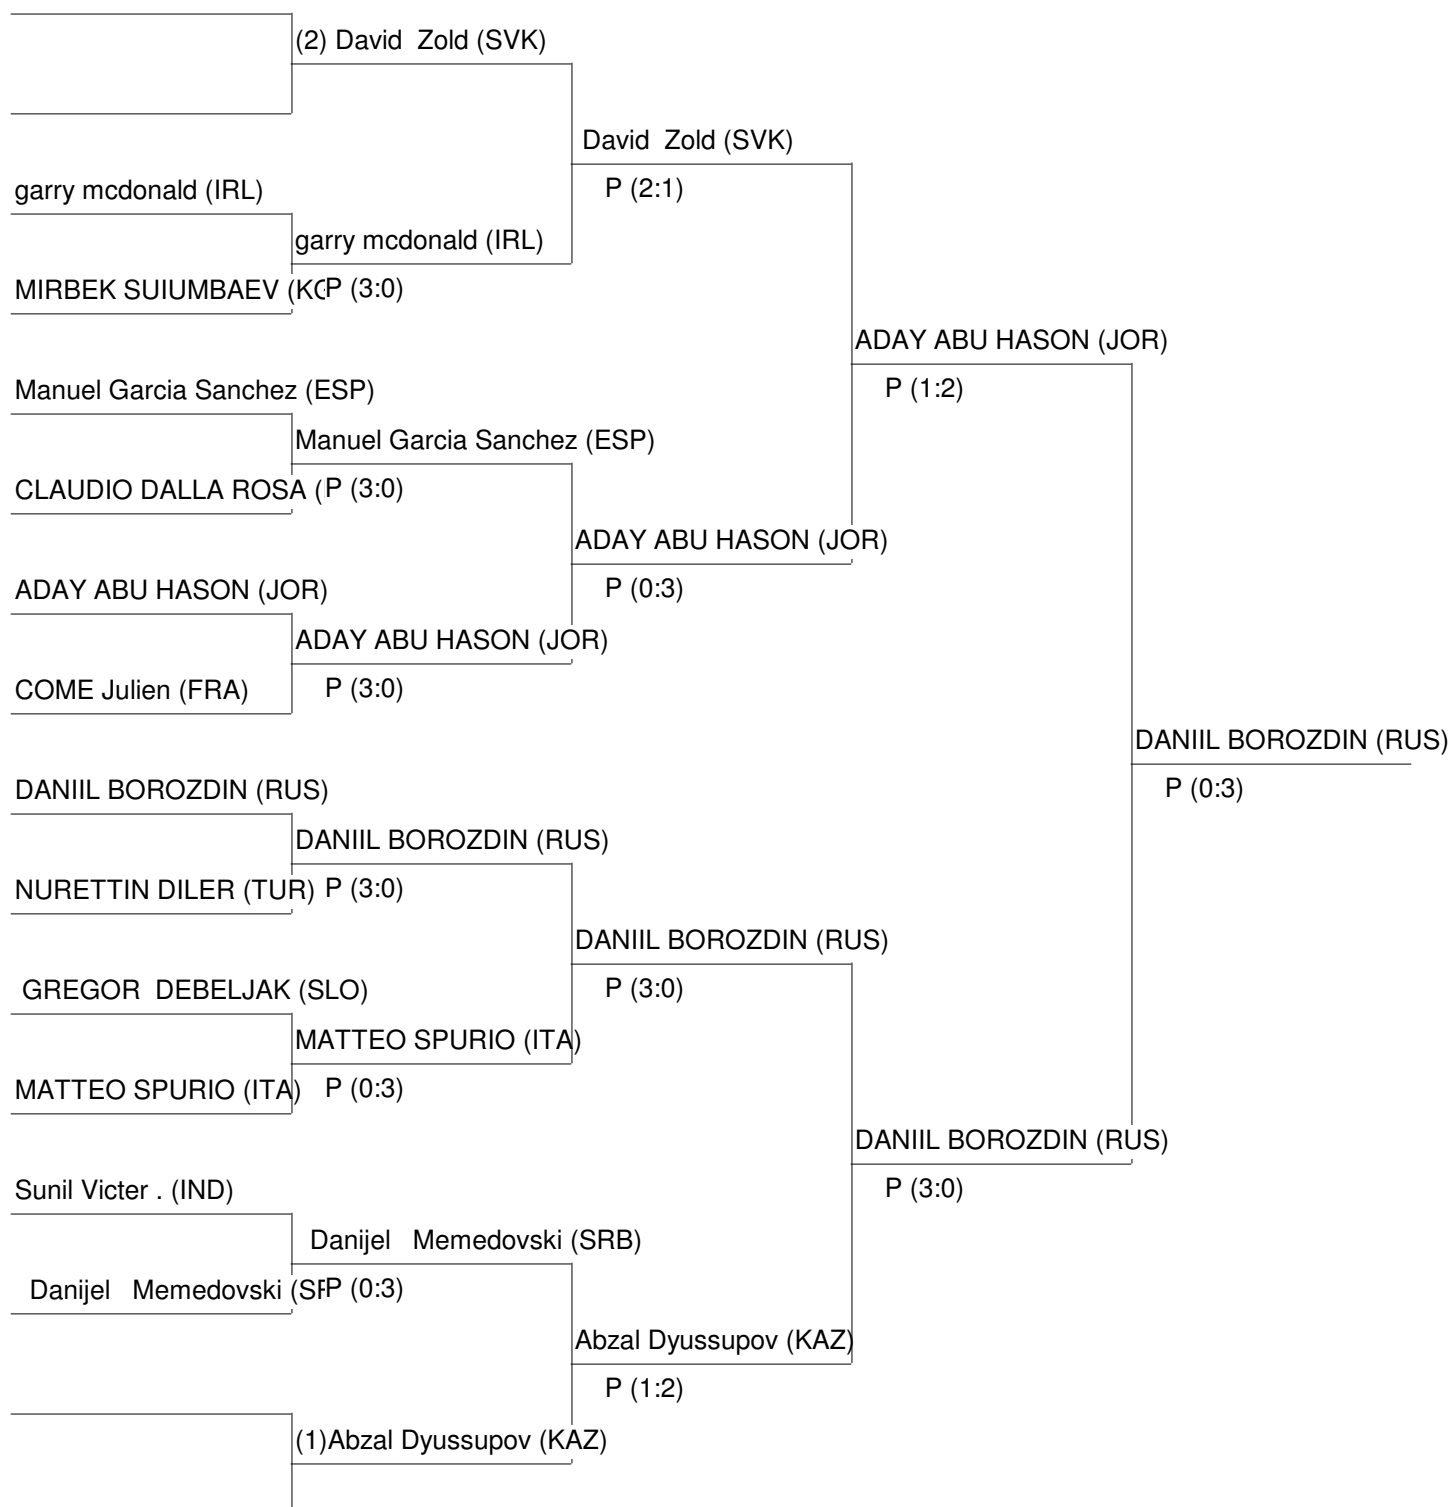 (2) David  Zold (SVK)
David  Zold (SVK)
garry mcdonald (IRL)
P (2:1)
garry mcdonald (IRL)
MIRBEK SUIUMBAEV (KG
P (3:0)
ADAY ABU HASON (JOR)
Manuel Garcia Sanchez (ESP)
P (1:2)
Manuel Garcia Sanchez (ESP)
CLAUDIO DALLA ROSA (
P (3:0)
ADAY ABU HASON (JOR)
ADAY ABU HASON (JOR)
P (0:3)
ADAY ABU HASON (JOR)
COME Julien (FRA)
P (3:0)
DANIIL BOROZDIN (RUS)
DANIIL BOROZDIN (RUS)
P (0:3)
DANIIL BOROZDIN (RUS)
NURETTIN DILER (TUR)
P (3:0)
DANIIL BOROZDIN (RUS)
GREGOR  DEBELJAK (SLO)
P (3:0)
MATTEO SPURIO (ITA)
MATTEO SPURIO (ITA)
P (0:3)
DANIIL BOROZDIN (RUS)
Sunil Victer . (IND)
P (3:0)
Danijel   Memedovski (SRB)
Danijel   Memedovski (SR
P (0:3)
Abzal Dyussupov (KAZ)
P (1:2)
(1)Abzal Dyussupov (KAZ)